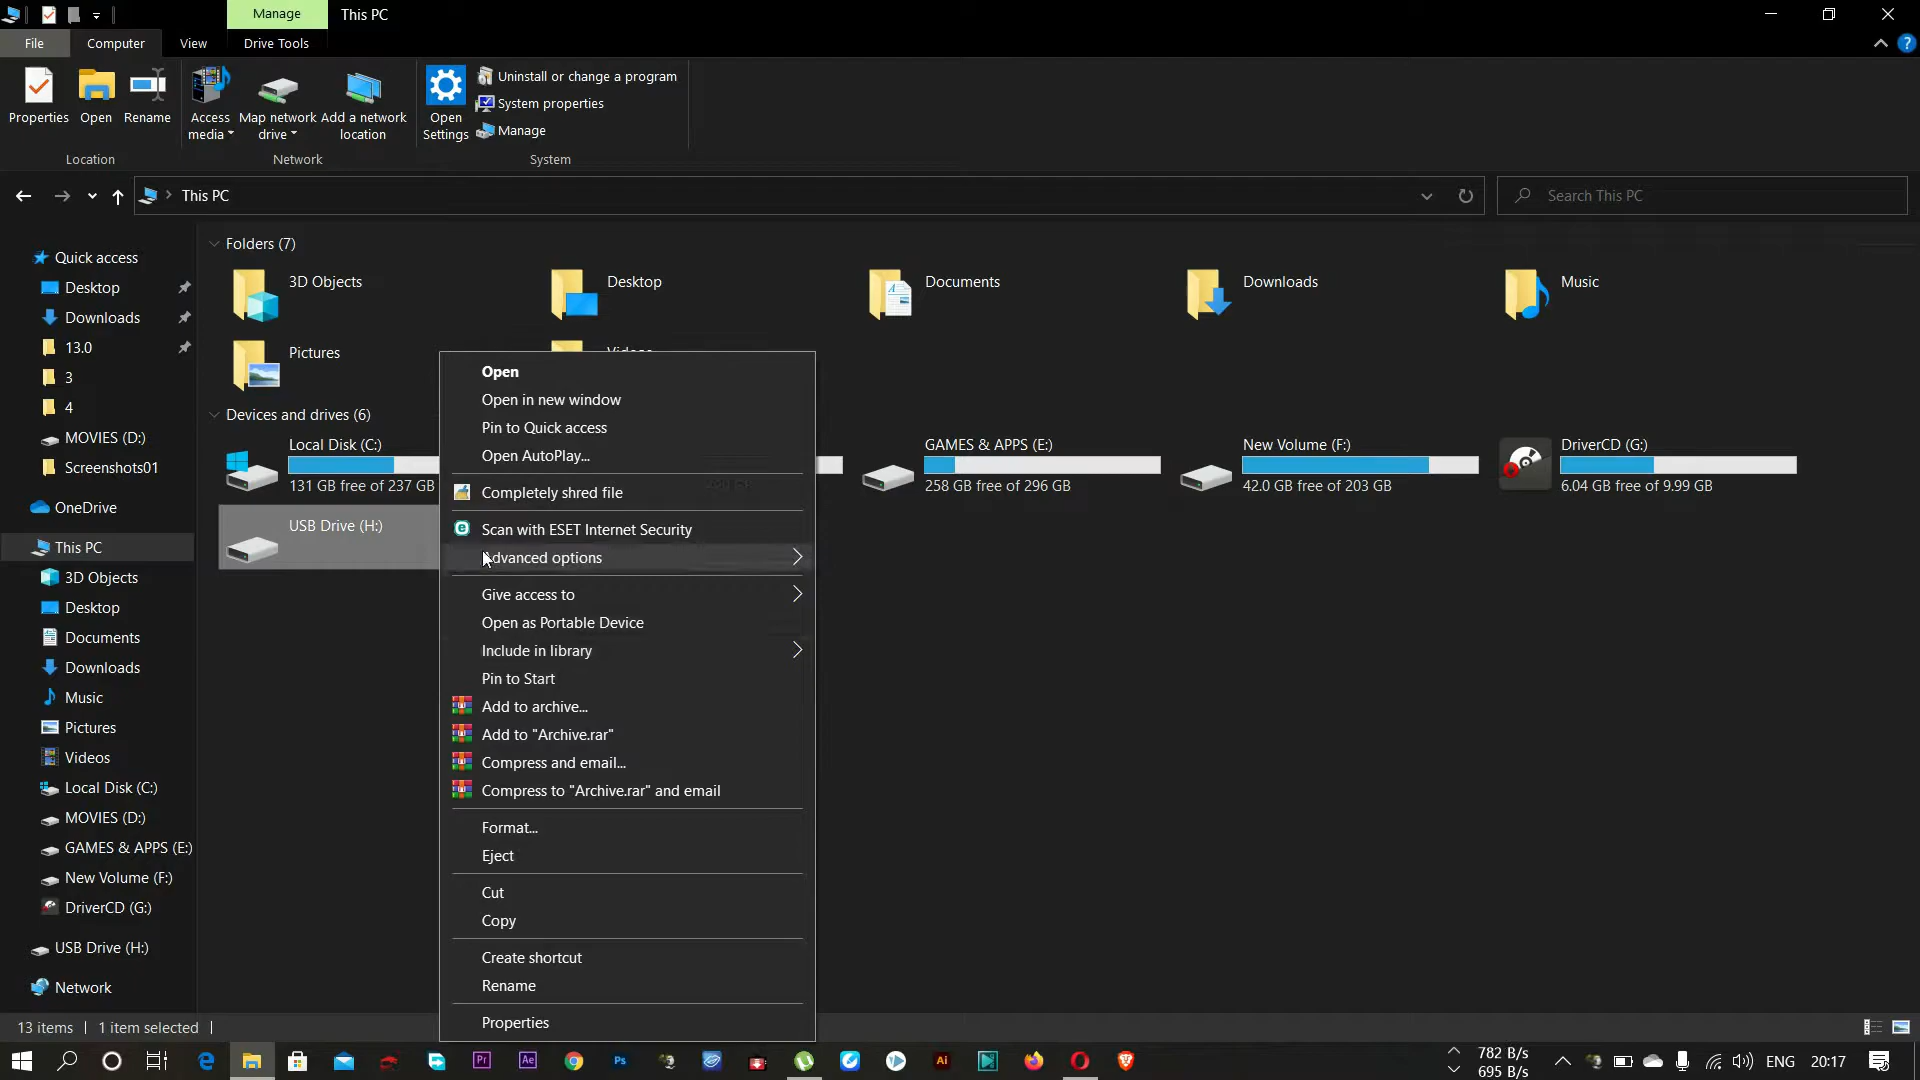 Manage
This PC
File
Computer
View
Drive Tools
Properties
Open
Rename
Access media
Map network drive
Add a network location
Open Settings
Uninstall or change a program
System properties
Manage
Location
Network
System
This PC
Search This PC
Quick access
Desktop
Downloads
13.0
3
4
MOVIES (D:)
Screenshots01
OneDrive
This PC
3D Objects
Desktop
Documents
Downloads
Music
Pictures
Videos
Local Disk (C:)
MOVIES (D:)
GAMES & APPS (E:)
New Volume (F:)
DriverCD (G:)
USB Drive (H:)
Network
Folders (7)
3D Objects
Desktop
Documents
Downloads
Music
Pictures
Videos
Devices and drives (6)
Local Disk (C:)
131 GB free of 237 GB
GAMES & APPS (E:)
258 GB free of 296 GB
New Volume (F:)
42.0 GB free of 203 GB
DriverCD (G:)
6.04 GB free of 9.99 GB
USB Drive (H:)
Open
Open in new window
Pin to Quick access
Open AutoPlay...
Completely shred file
Scan with ESET Internet Security
Advanced options
Give access to
Open as Portable Device
Include in library
Pin to Start
Add to archive...
Add to "Archive.rar"
Compress and email...
Compress to "Archive.rar" and email
Format...
Eject
Cut
Copy
Create shortcut
Rename
Properties
13 items
1 item selected
Pr
Ae
Ps
Ai
782 B/s
695 B/s
ENG
20:17